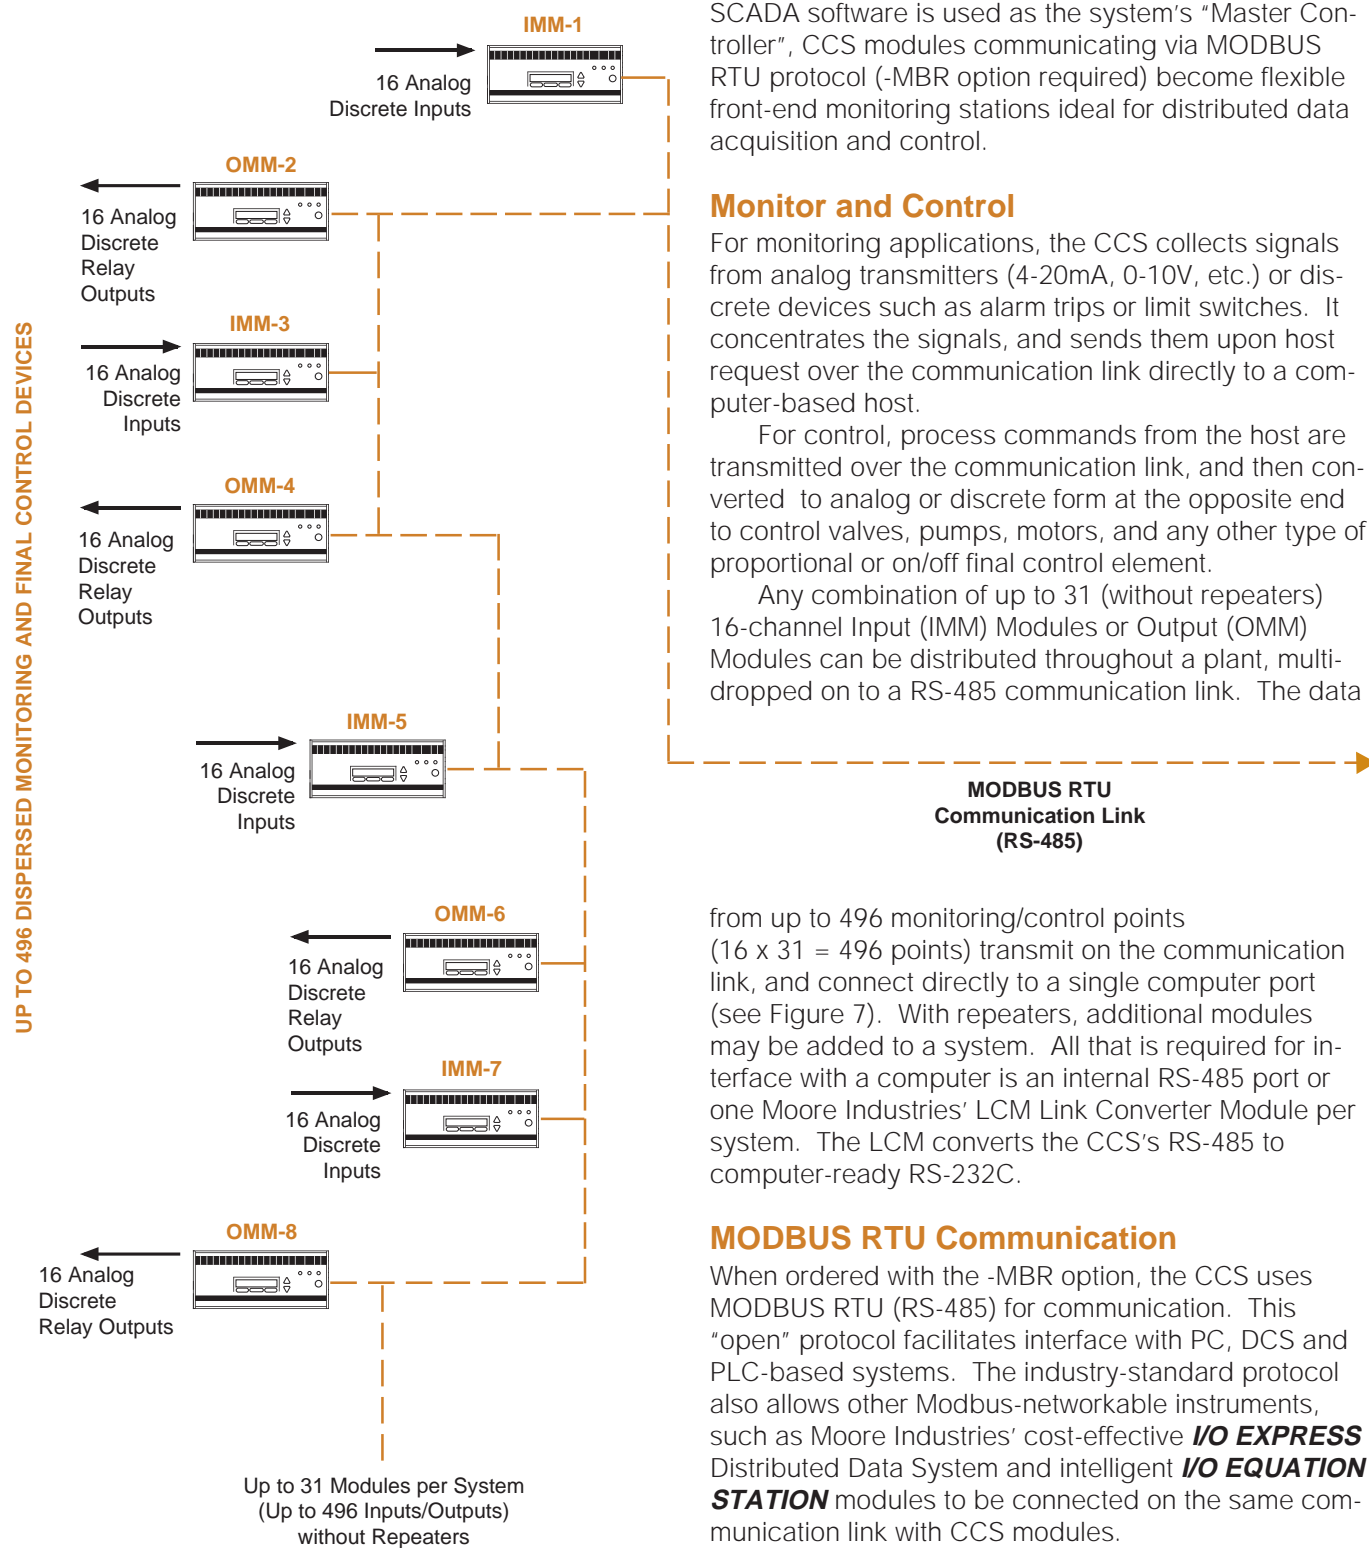 UP TO 496 DISPERSED MONITORING AND FINAL CONTROL DEVICES
IMM-1
16 Analog
Discrete Inputs
OMM-2
16 Analog
Discrete
Relay
Outputs
IMM-3
16 Analog
Discrete
Inputs
OMM-4
16 Analog
Discrete
Relay
Outputs
IMM-5
16 Analog
Discrete
Inputs
OMM-6
16 Analog
Discrete
Relay
Outputs
IMM-7
16 Analog
Discrete
Inputs
OMM-8
16 Analog
Discrete
Relay Outputs
Up to 31 Modules per System
(Up to 496 Inputs/Outputs)
without Repeaters
SCADA software is used as the system's "Master Con-
troller", CCS modules communicating via MODBUS
RTU protocol (-MBR option required) become flexible
front-end monitoring stations ideal for distributed data
acquisition and control.
Monitor and Control
For monitoring applications, the CCS collects signals
from analog transmitters (4-20mA, 0-10V, etc.) or dis-
crete devices such as alarm trips or limit switches. It
concentrates the signals, and sends them upon host
request over the communication link directly to a com-
puter-based host.
For control, process commands from the host are
transmitted over the communication link, and then con-
verted to analog or discrete form at the opposite end
to control valves, pumps, motors, and any other type of
proportional or on/off final control element.
Any combination of up to 31 (without repeaters)
16-channel Input (IMM) Modules or Output (OMM)
Modules can be distributed throughout a plant, multi-
dropped on to a RS-485 communication link. The data
MODBUS RTU
Communication Link
(RS-485)
from up to 496 monitoring/control points
(16 x 31 = 496 points) transmit on the communication
link, and connect directly to a single computer port
(see Figure 7). With repeaters, additional modules
may be added to a system. All that is required for in-
terface with a computer is an internal RS-485 port or
one Moore Industries' LCM Link Converter Module per
system. The LCM converts the CCS's RS-485 to
computer-ready RS-232C.
MODBUS RTU Communication
When ordered with the -MBR option, the CCS uses
MODBUS RTU (RS-485) for communication. This
"open" protocol facilitates interface with PC, DCS and
PLC-based systems. The industry-standard protocol
also allows other Modbus-networkable instruments,
such as Moore Industries' cost-effective I/O EXPRESS
Distributed Data System and intelligent I/O EQUATION
STATION modules to be connected on the same com-
munication link with CCS modules.